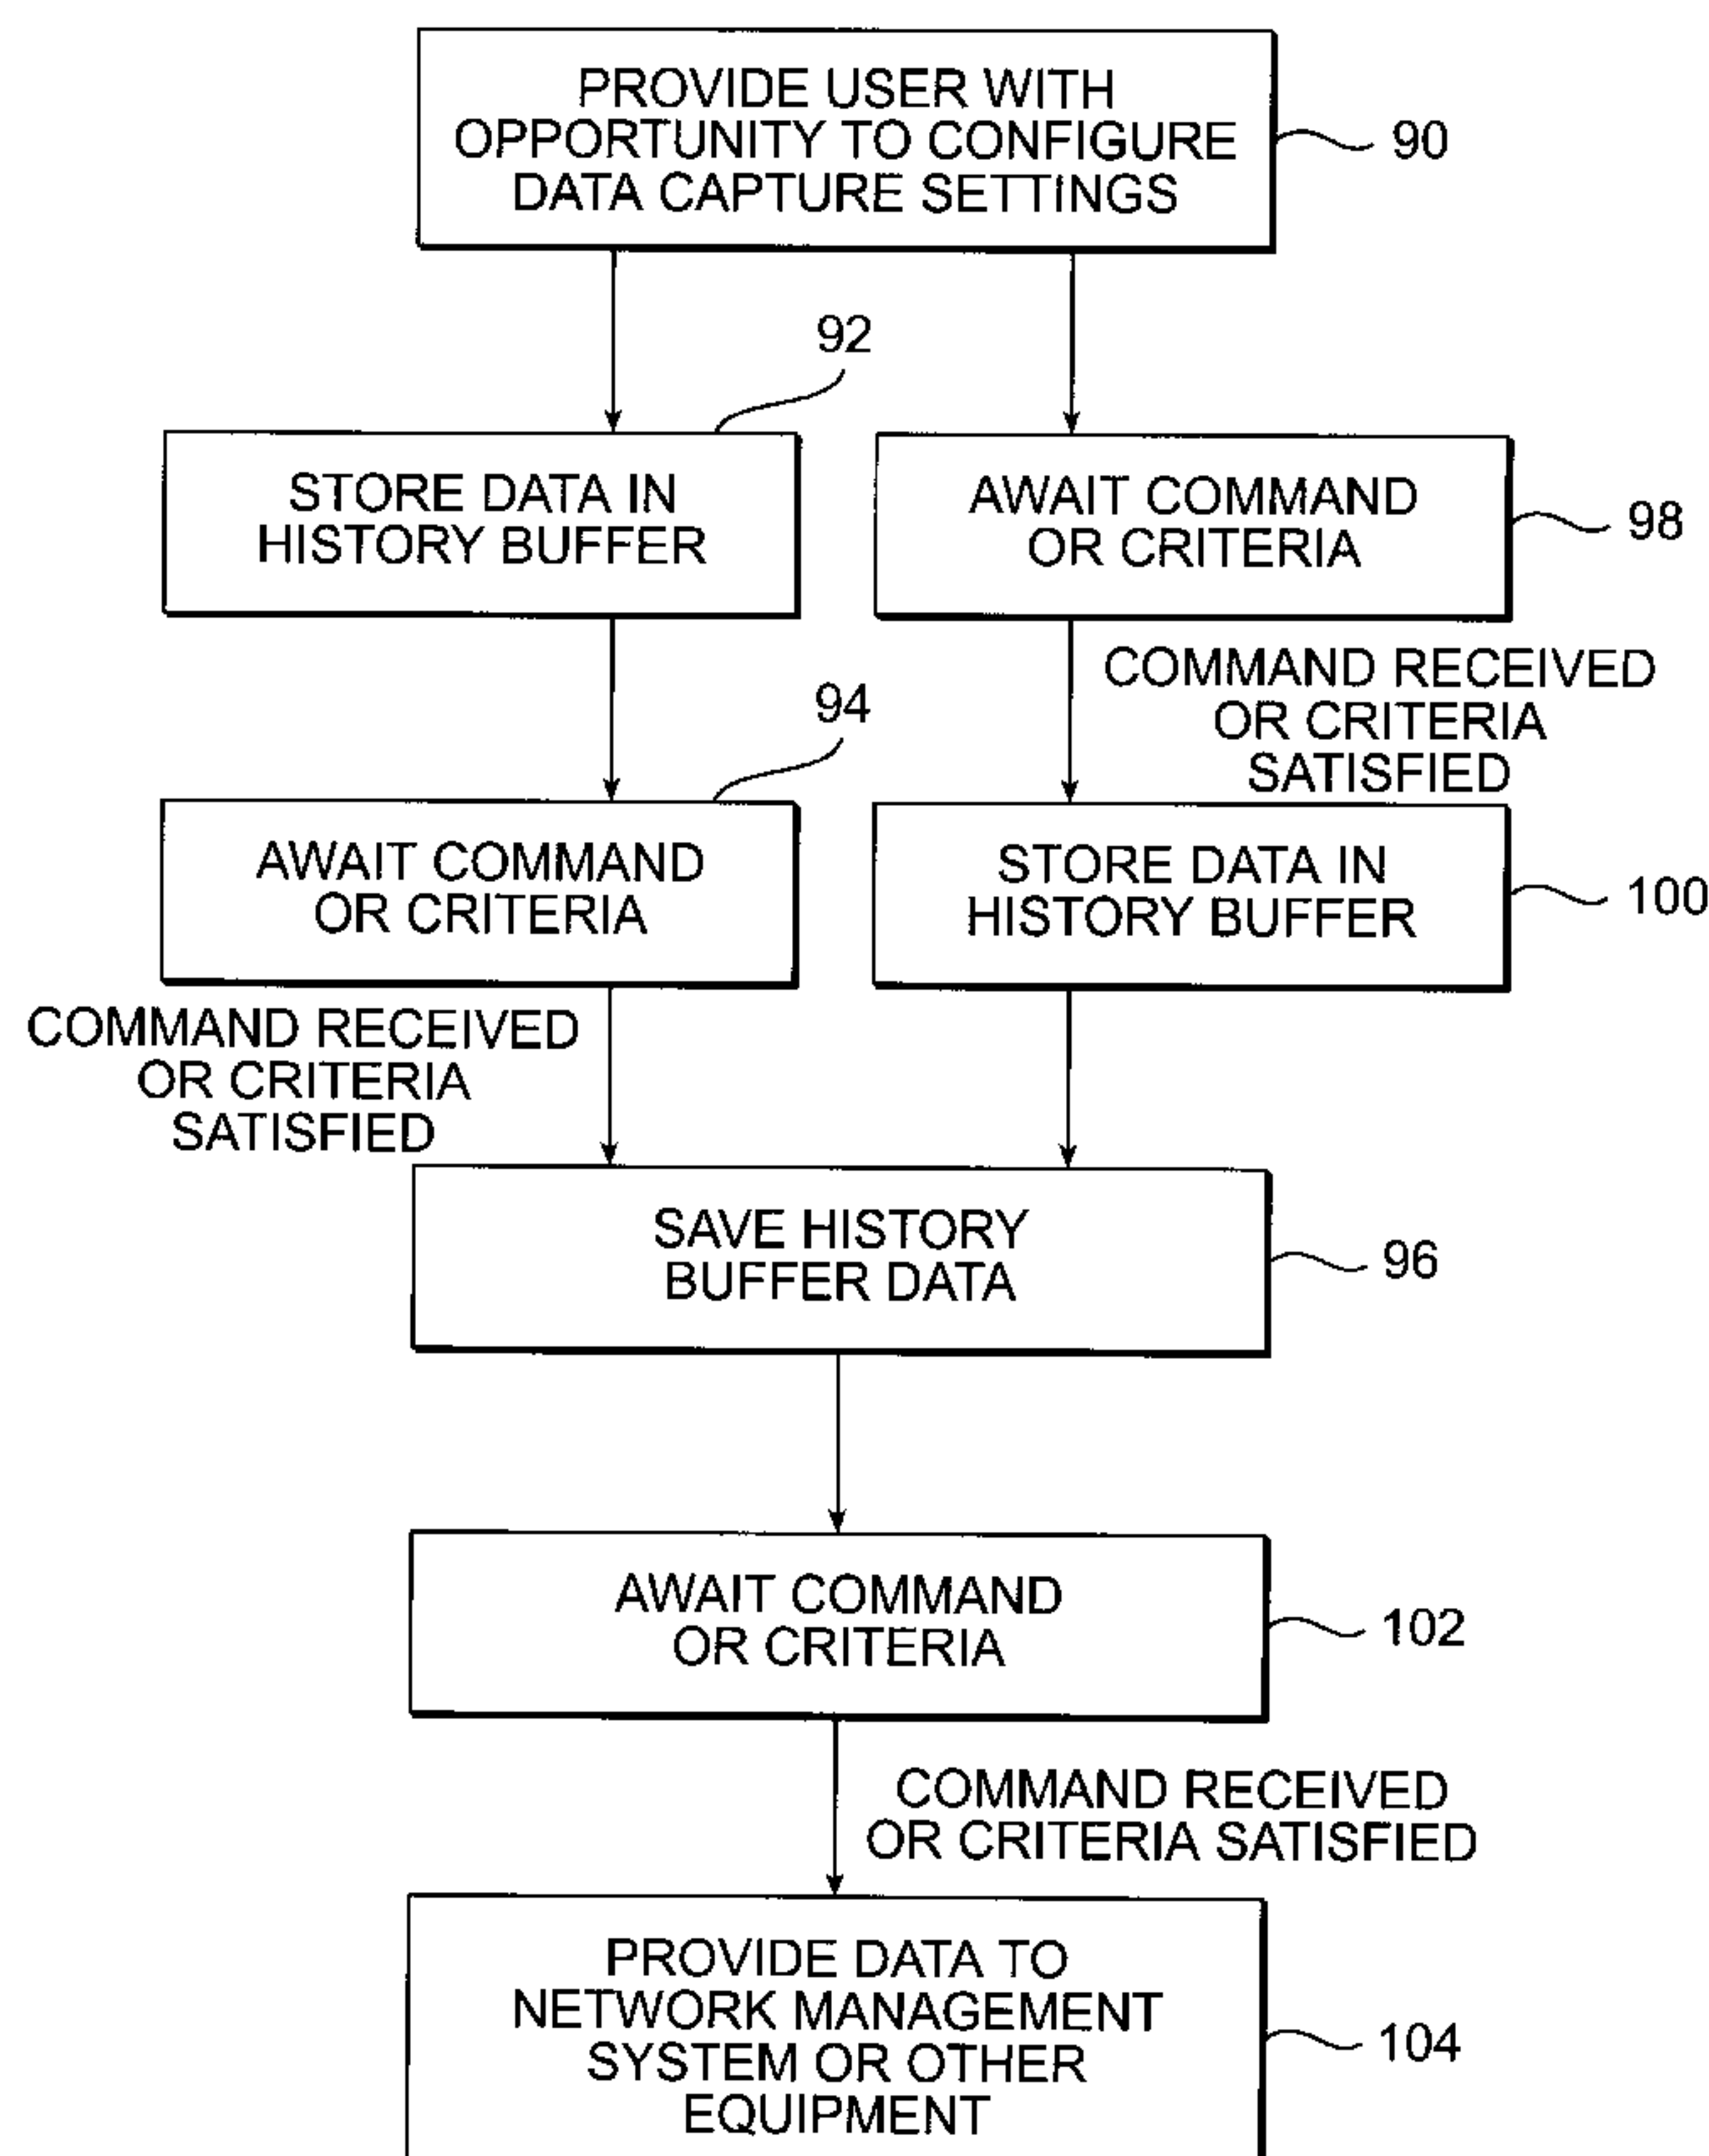 PROVIDE USER WITH
OPPORTUNITY TO CONFIGURE
DATA CAPTURE SETTINGS
90
92
STORE DATA IN
HISTORY BUFFER
AWAIT COMMAND
OR CRITERIA
98
COMMAND RECEIVED
OR CRITERIA
SATISFIED
94
AWAIT COMMAND
OR CRITERIA
STORE DATA IN
HISTORY BUFFER
100
COMMAND RECEIVED
OR CRITERIA
SATISFIED
SAVE HISTORY
BUFFER DATA
96
AWAIT COMMAND
OR CRITERIA
102
COMMAND RECEIVED
OR CRITERIA SATISFIED
PROVIDE DATA TO
NETWORK MANAGEMENT
SYSTEM OR OTHER
EQUIPMENT
104